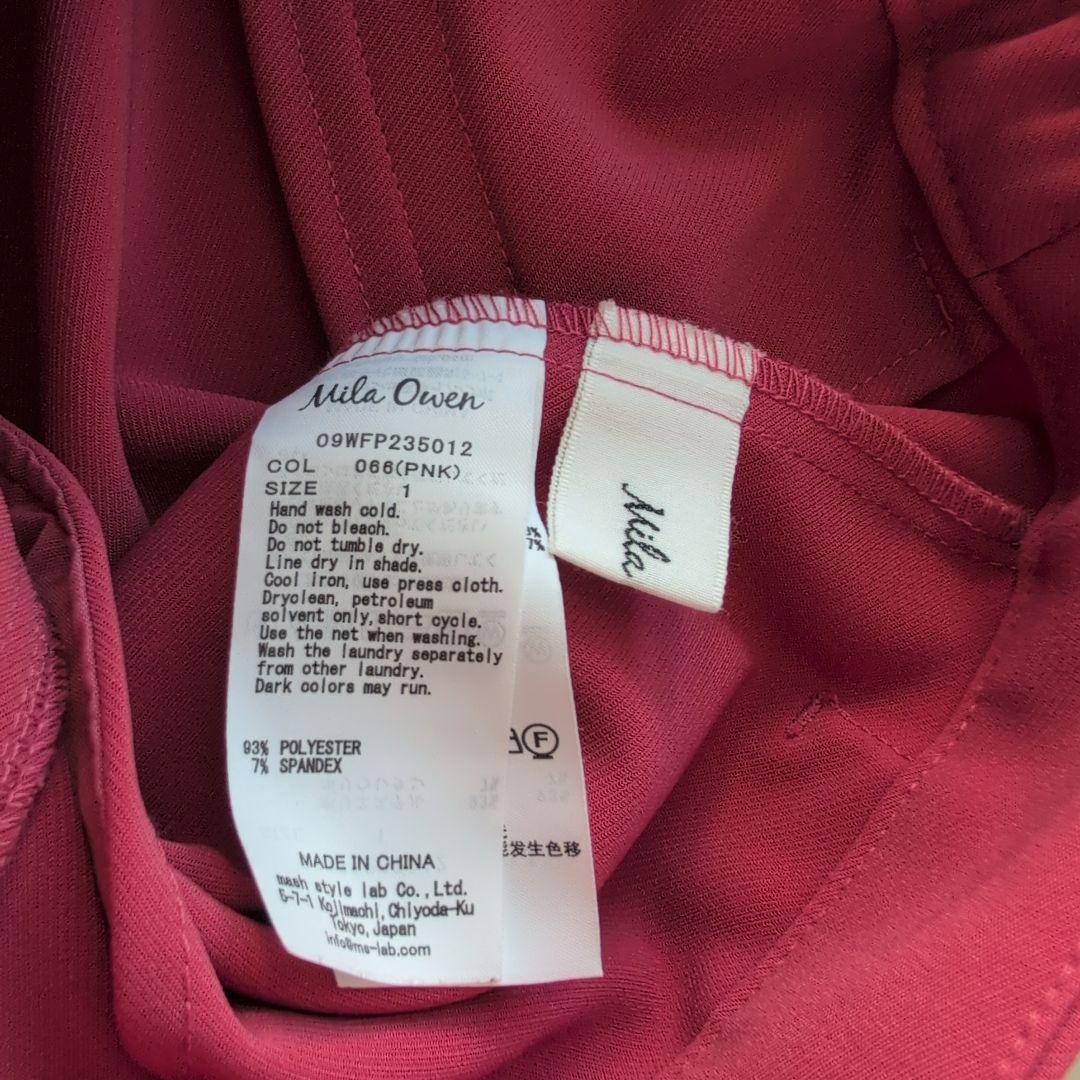 Mila Owen
09WFP235012
COL 066(PNK)
SIZE 1
Hand wash cold.
Do not bleach.
Do not tumble dry.
Line dry in shade.
Cool iron, use press cloth.
Dryclean, petroleum
solvent only,short cycle.
Use the net when washing.
Wash the laundry separately
from other laundry.
Dark colors may run.
93% POLYESTER
7% SPANDEX
MADE IN CHINA
mash style lab Co.,Ltd.
5-7-1 Kojimachi,Chiyoda-Ku
Tokyo,Japan
info@ms-lab.com
Mila
3%
7%
F
发生色移